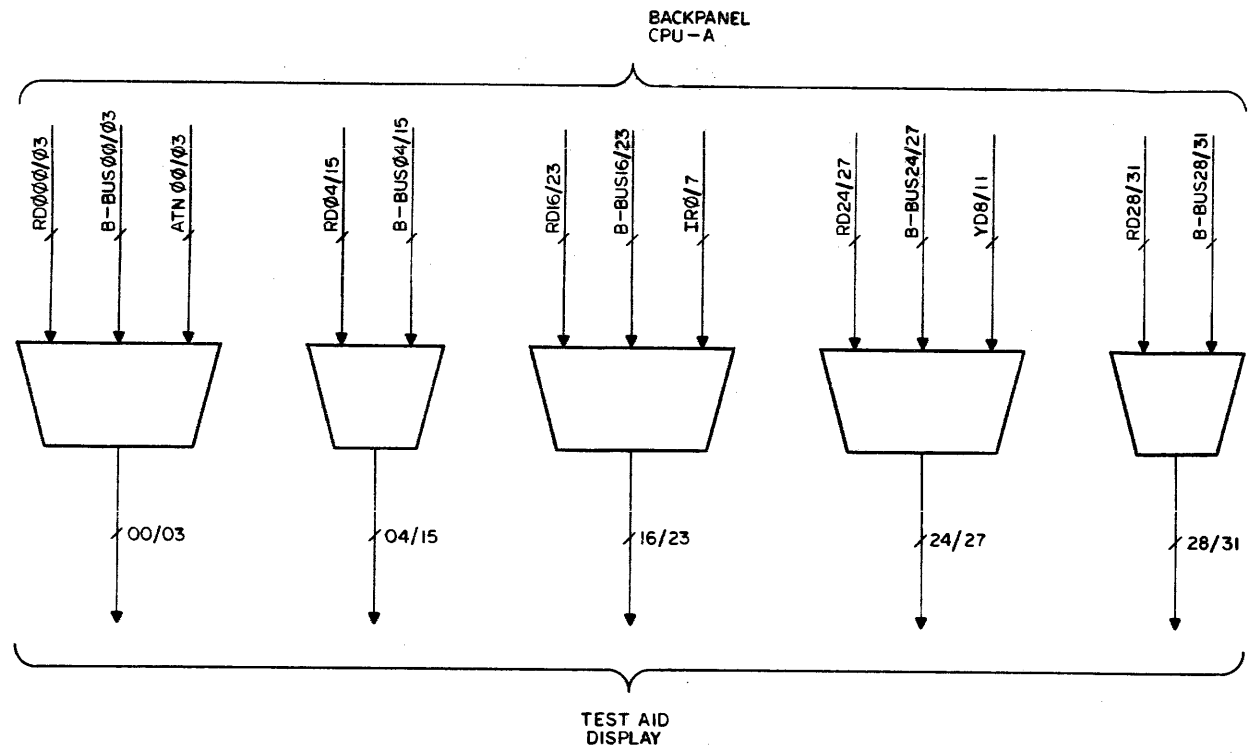 BACKPANEL
CPU-A
RDØØØ/Ø3
B-BUSØØ/Ø3
ATN ØØ/Ø3
RDØ4/15
B-BUSØ4/15
RD16/23
B-BUS16/23
IRØ/7
RD24/27
B-BUS24/27
YD8/11
RD28/31
B-BUS28/31
00/03
04/15
16/23
24/27
28/31
TEST AID
DISPLAY